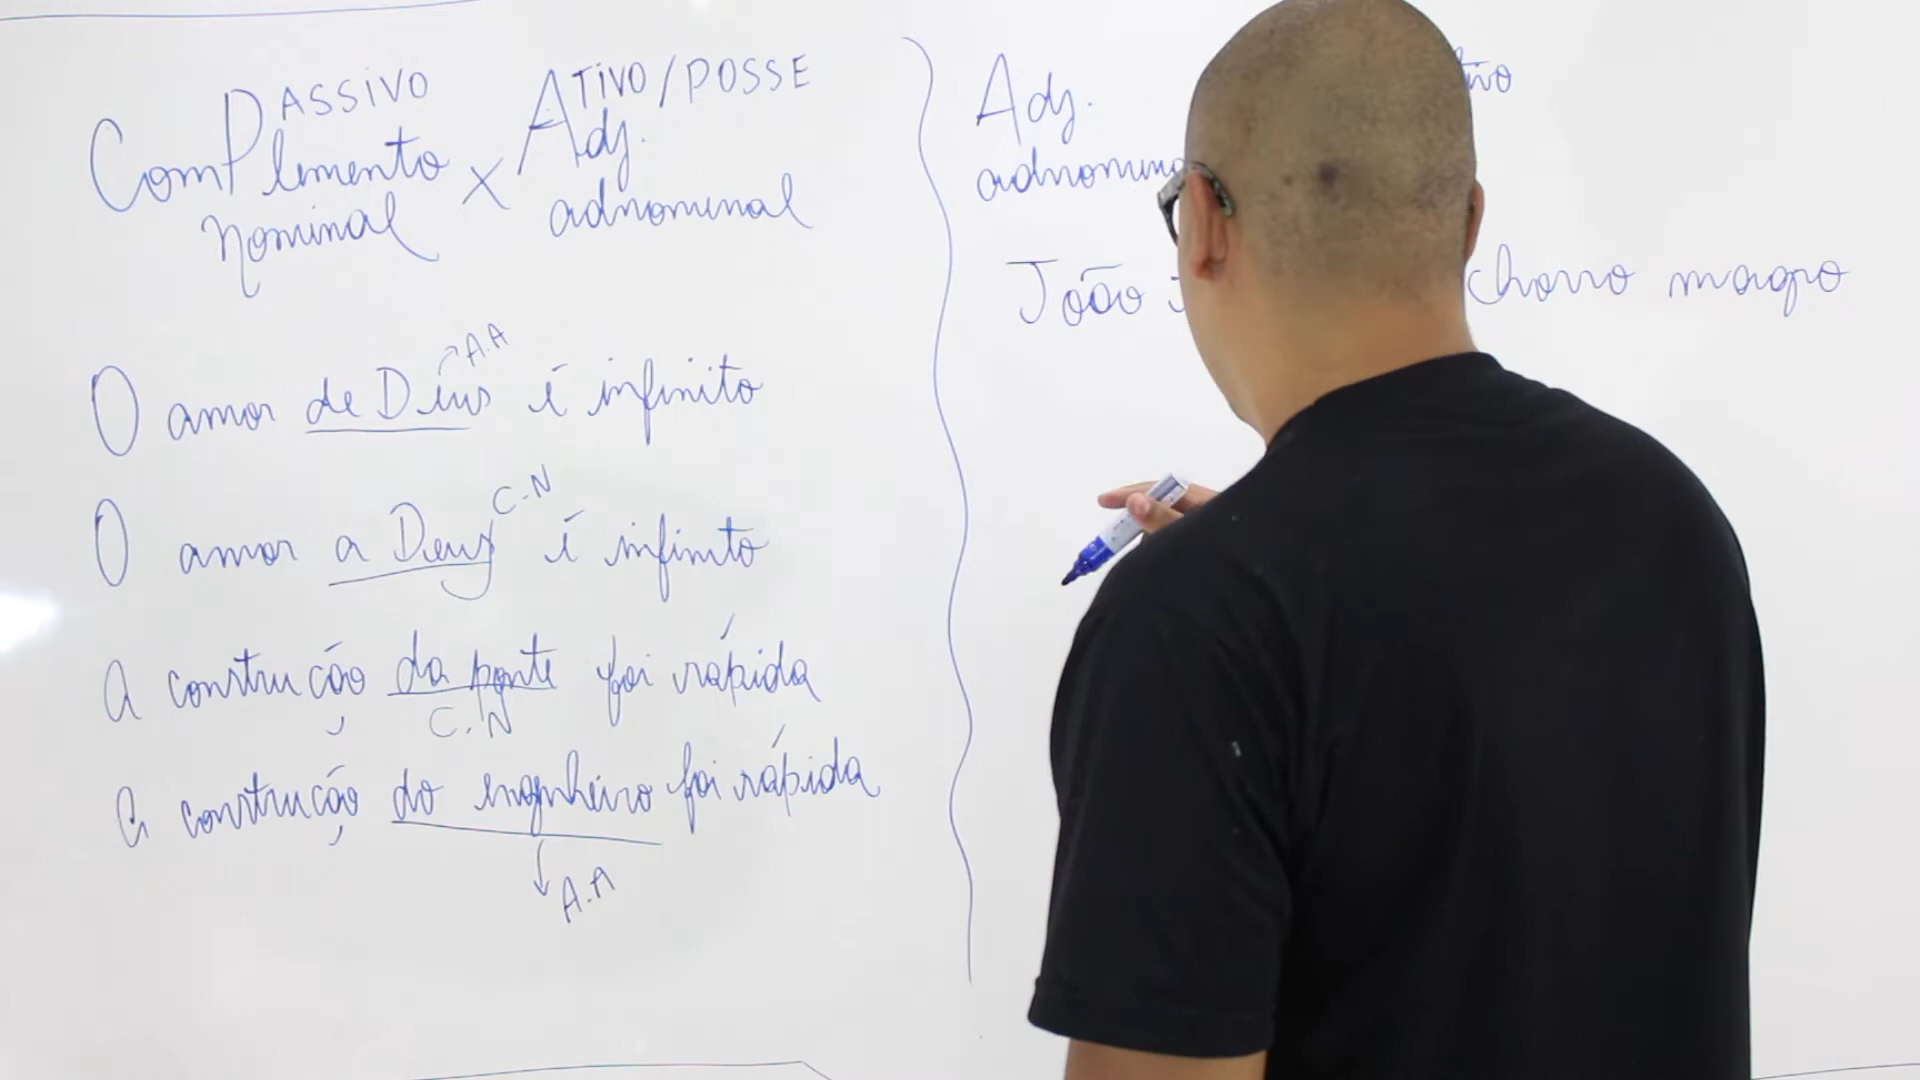 PASSIVO
ATIVO / POSSE
ComPlemento
nominal
x
Adj.
adnominal
O amor de Deus é infinito
A.A
O amor a Deus é infinito
C.N
A construção da ponte foi rápida
C.N
A construção do engenheiro foi rápida
A.A
Adj.
João
magro